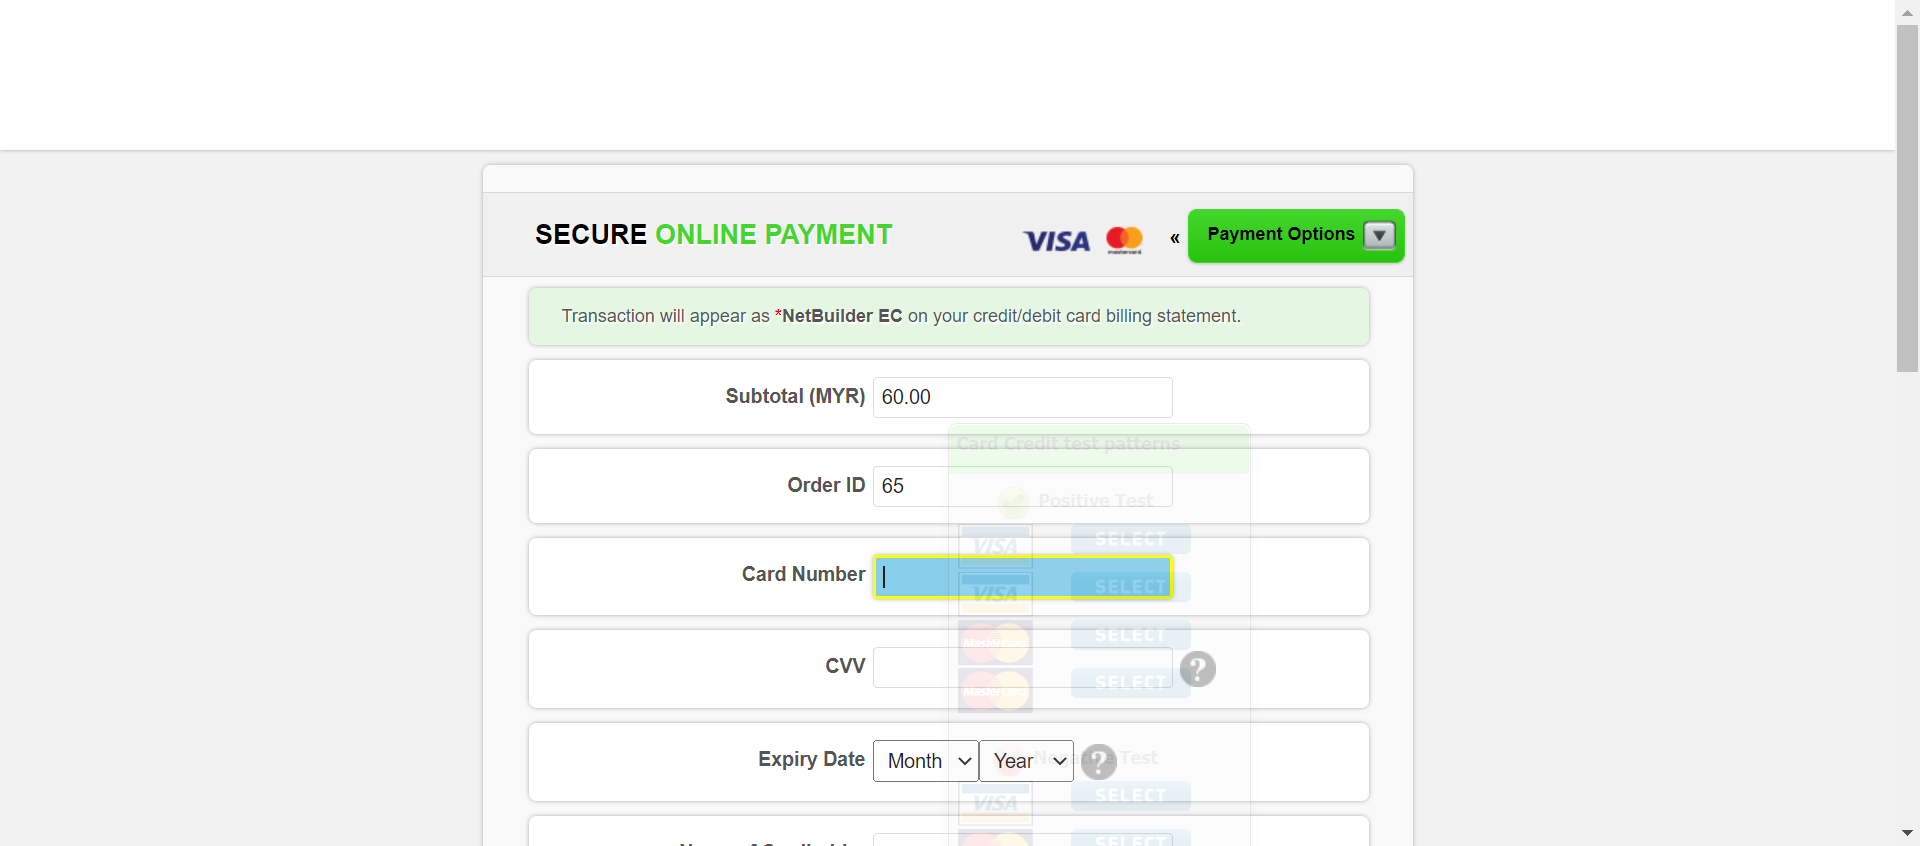 SECURE ONLINE PAYMENT
VISA
mastercard
«
Payment Options
Transaction will appear as *NetBuilder EC on your credit/debit card billing statement.
Subtotal (MYR)
60.00
Card Credit test patterns
Order ID
65
Positive Test
VISA
SELECT
Card Number
VISA
SELECT
MasterCard
SELECT
CVV
?
MasterCard
SELECT
Expiry Date
Month
Year
?
Negative Test
VISA
SELECT
SELECT